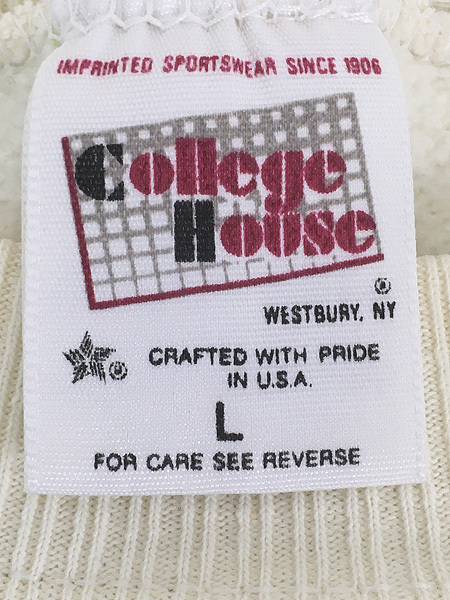 IMPRINTED SPORTSWEAR SINCE 1906
College
House
®
WESTBURY, NY
®
CRAFTED WITH PRIDE
IN U.S.A.
L
FOR CARE SEE REVERSE